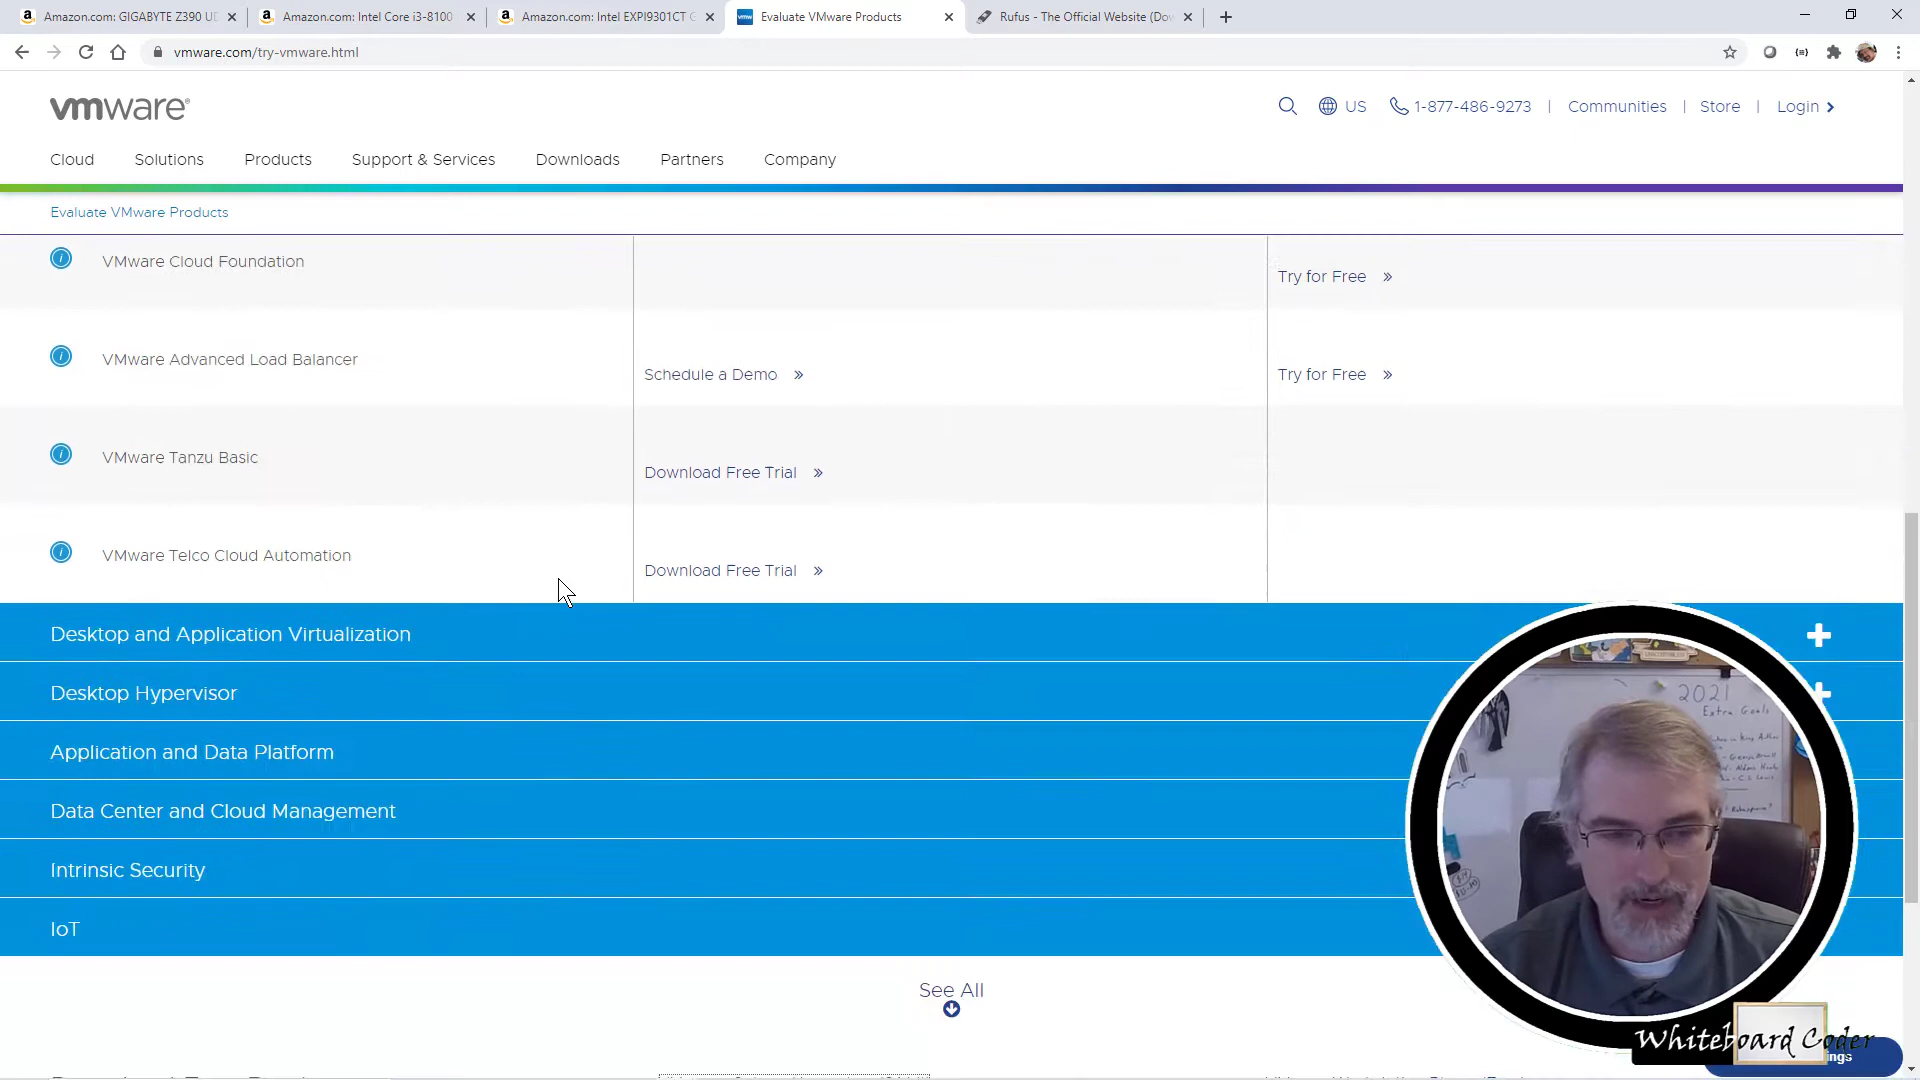 Amazon.com: GIGABYTE Z390 UD
Amazon.com: Intel Core i3-8100
Amazon.com: Intel EXPI9301CT G
Evaluate VMware Products
Rufus - The Official Website (Dow
vmware.com/try-vmware.html
vmware®
US
1-877-486-9273
Communities
Store
Login
Cloud
Solutions
Products
Support & Services
Downloads
Partners
Company
Evaluate VMware Products
VMware Cloud Foundation
Try for Free »
VMware Advanced Load Balancer
Schedule a Demo »
Try for Free »
VMware Tanzu Basic
Download Free Trial »
VMware Telco Cloud Automation
Download Free Trial »
Desktop and Application Virtualization
Desktop Hypervisor
Application and Data Platform
Data Center and Cloud Management
Intrinsic Security
IoT
See All
2021
Extra Goals
Whiteboard Coder
ings